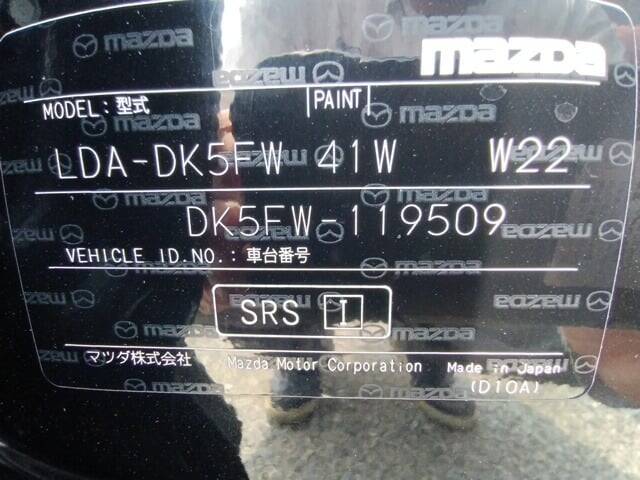 mazda
MODEL: 型式 PAINT
LDA-DK5FW 41W W22
DK5FW-119509
VEHICLE ID.NO.: 車台番号
SRS I
マツダ株式会社 Mazda Motor Corporation Made in Japan
(D10A)